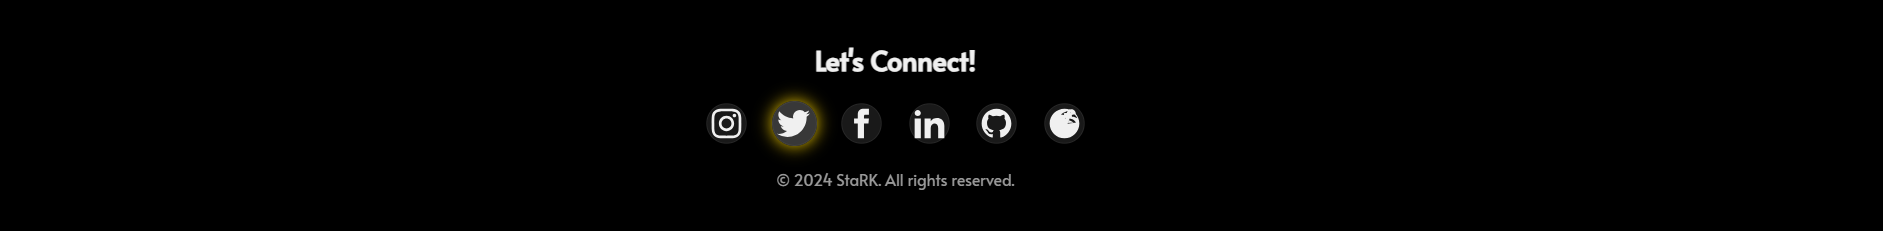 Let's Connect!
© 2024 StaRK. All rights reserved.